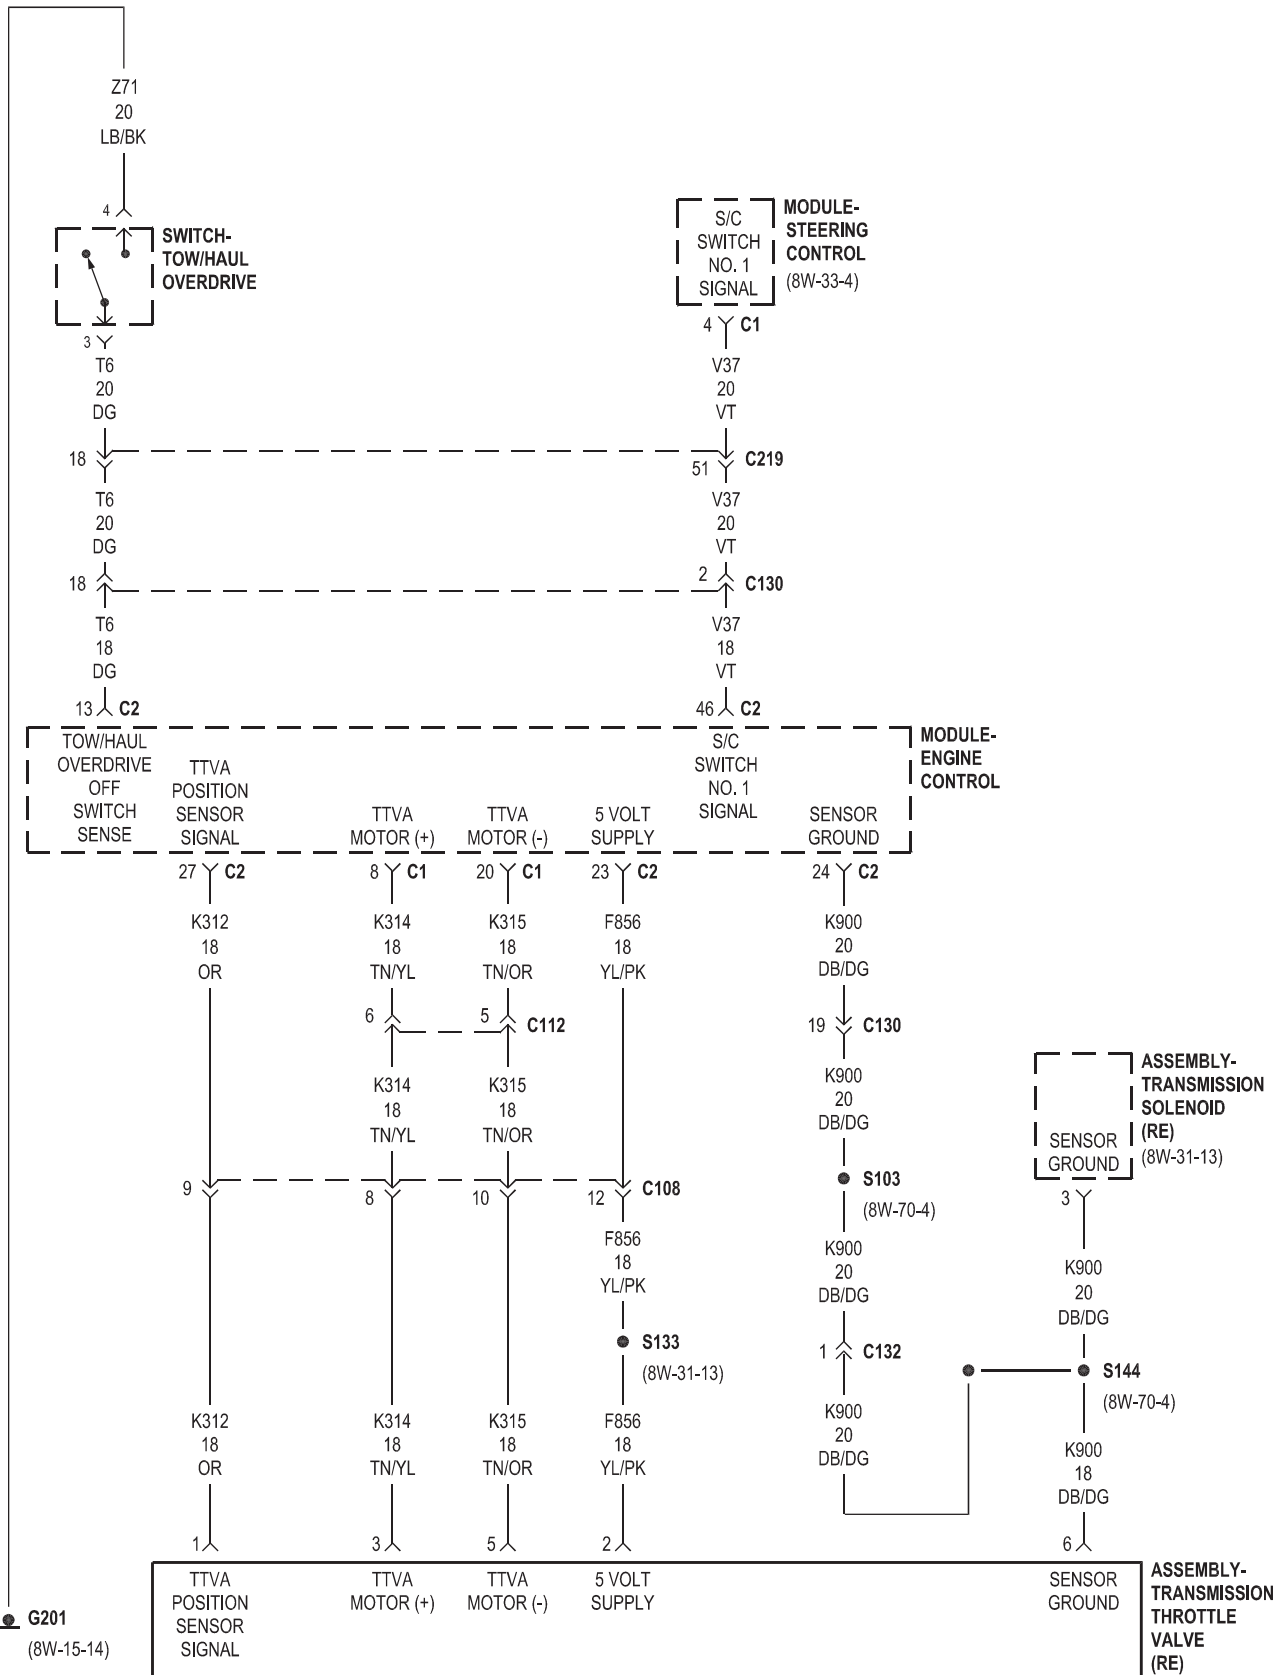 Z71
20
LB/BK
4
SWITCH-
TOW/HAUL
OVERDRIVE
3
T6
20
DG
S/C
SWITCH
NO. 1
SIGNAL
MODULE-
STEERING
CONTROL
(8W-33-4)
4 C1
V37
20
VT
18
51 C219
T6
20
DG
V37
20
VT
18
2 C130
T6
18
DG
V37
18
VT
13 C2
46 C2
TOW/HAUL
OVERDRIVE
OFF
SWITCH
SENSE
TTVA
POSITION
SENSOR
SIGNAL
TTVA
MOTOR (+)
TTVA
MOTOR (-)
5 VOLT
SUPPLY
S/C
SWITCH
NO. 1
SIGNAL
SENSOR
GROUND
MODULE-
ENGINE
CONTROL
27 C2
8 C1
20 C1
23 C2
24 C2
K312
18
OR
K314
18
TN/YL
K315
18
TN/OR
F856
18
YL/PK
K900
20
DB/DG
6
5 C112
19 C130
K314
18
TN/YL
K315
18
TN/OR
K900
20
DB/DG
ASSEMBLY-
TRANSMISSION
SOLENOID
(RE)
(8W-31-13)
SENSOR
GROUND
9
8
10
12 C108
S103
(8W-70-4)
3
F856
18
YL/PK
K900
20
DB/DG
K900
20
DB/DG
S133
(8W-31-13)
1 C132
S144
(8W-70-4)
K312
18
OR
K314
18
TN/YL
K315
18
TN/OR
F856
18
YL/PK
K900
20
DB/DG
K900
18
DB/DG
1
3
5
2
6
TTVA
POSITION
SENSOR
SIGNAL
TTVA
MOTOR (+)
TTVA
MOTOR (-)
5 VOLT
SUPPLY
SENSOR
GROUND
ASSEMBLY-
TRANSMISSION
THROTTLE
VALVE
(RE)
G201
(8W-15-14)